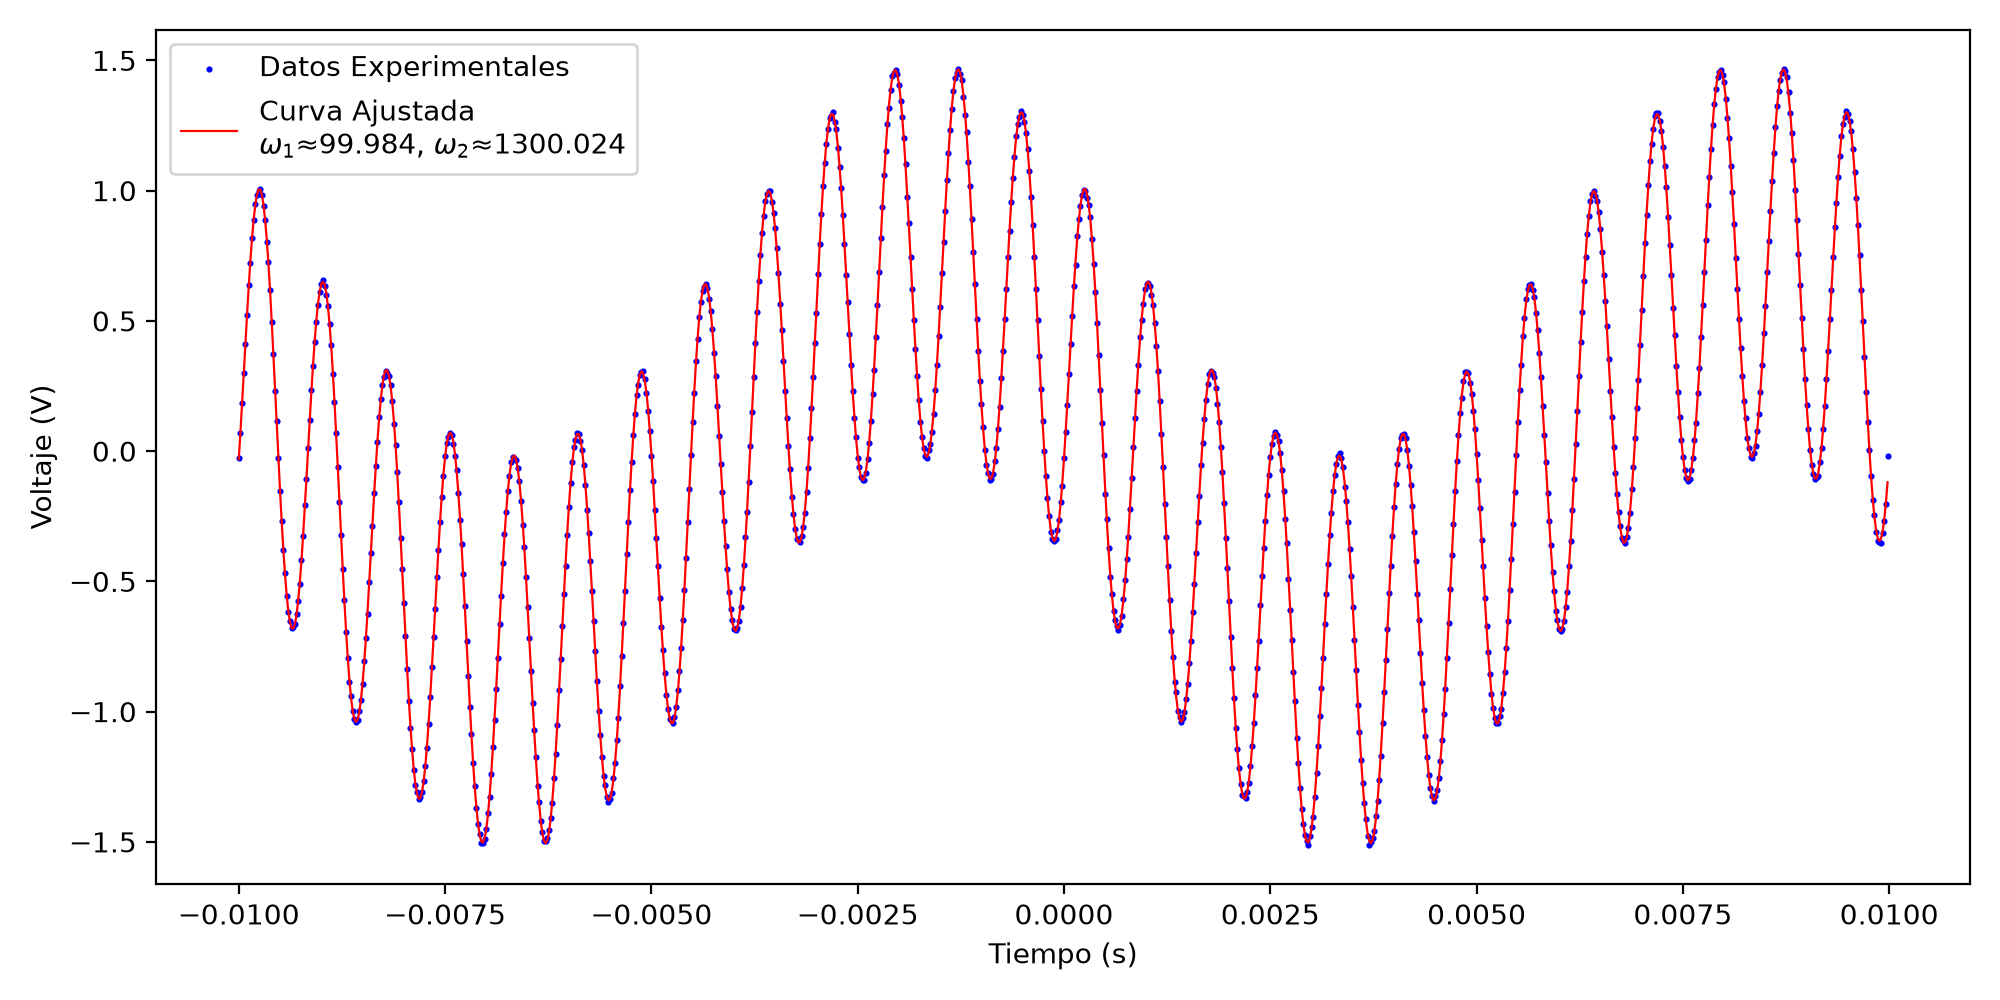 Datos Experimentales
Curva Ajustada
ω₁≈99.984, ω₂≈1300.024
Voltaje (V)
1.5
1.0
0.5
0.0
−0.5
−1.0
−1.5
−0.0100 −0.0075 −0.0050 −0.0025 0.0000 0.0025 0.0050 0.0075 0.0100
Tiempo (s)